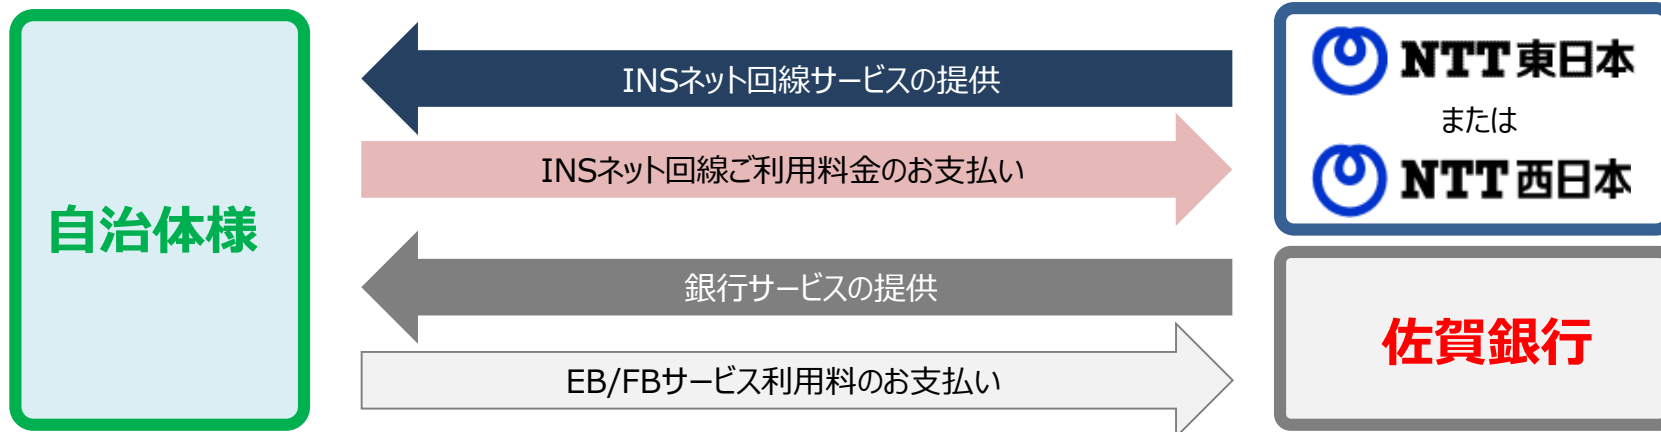 自治体様
INSネット回線サービスの提供
INSネット回線ご利用料金のお支払い
銀行サービスの提供
EB/FBサービス利用料のお支払い
NTT東日本
または
NTT西日本
佐賀銀行